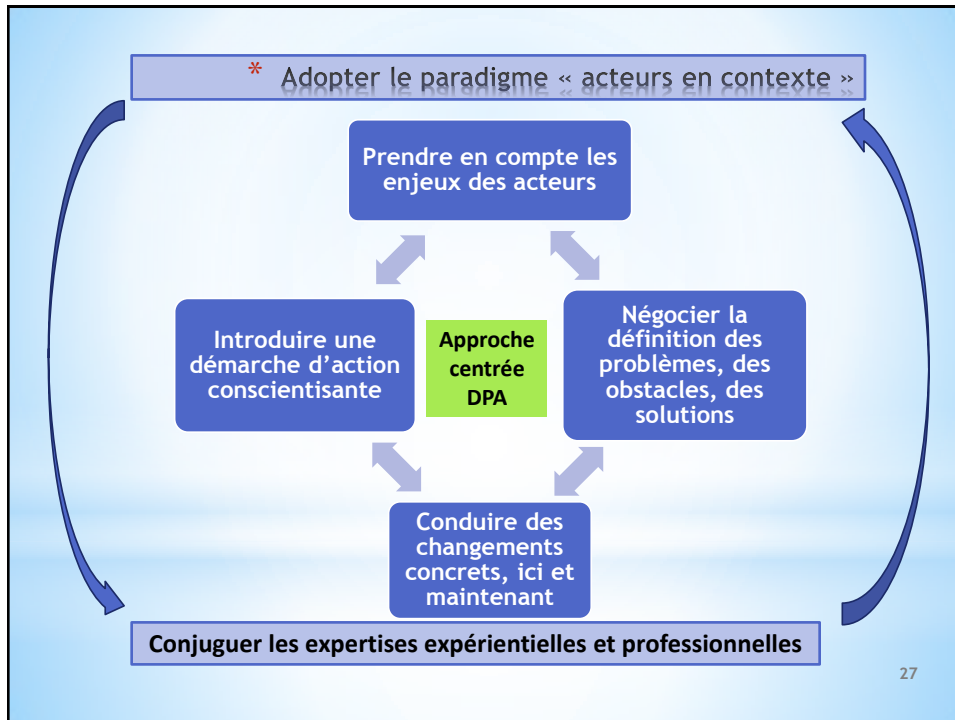 * Adopter le paradigme « acteurs en contexte »
Prendre en compte les
enjeux des acteurs
Introduire une
démarche d’action
conscientisante
Approche
centrée
DPA
Négocier la
définition des
problèmes, des
obstacles, des
solutions
Conduire des
changements
concrets, ici et
maintenant
Conjuguer les expertises expérientielles et professionnelles
27